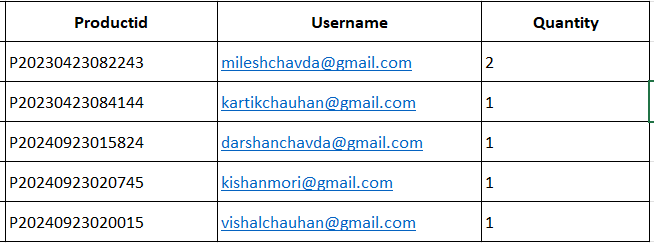 Productid Username Quantity
P20230423082243 mileshchavda@gmail.com 2
P20230423084144 kartikchauhan@gmail.com 1
P20240923015824 darshanchavda@gmail.com 1
P20240923020745 kishanmori@gmail.com 1
P20240923020015 vishalchauhan@gmail.com 1